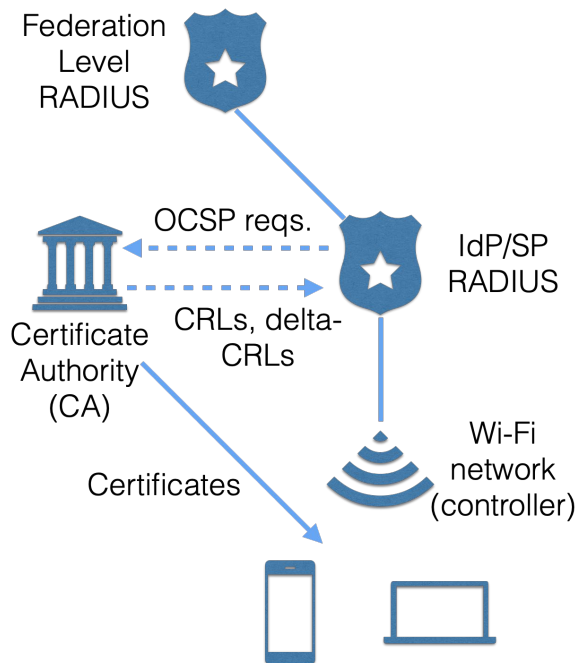 Federation
Level
RADIUS
OCSP reqs.
IdP/SP
RADIUS
CRLs, delta-
CRLs
Certificate
Authority
(CA)
Wi-Fi
network
(controller)
Certificates